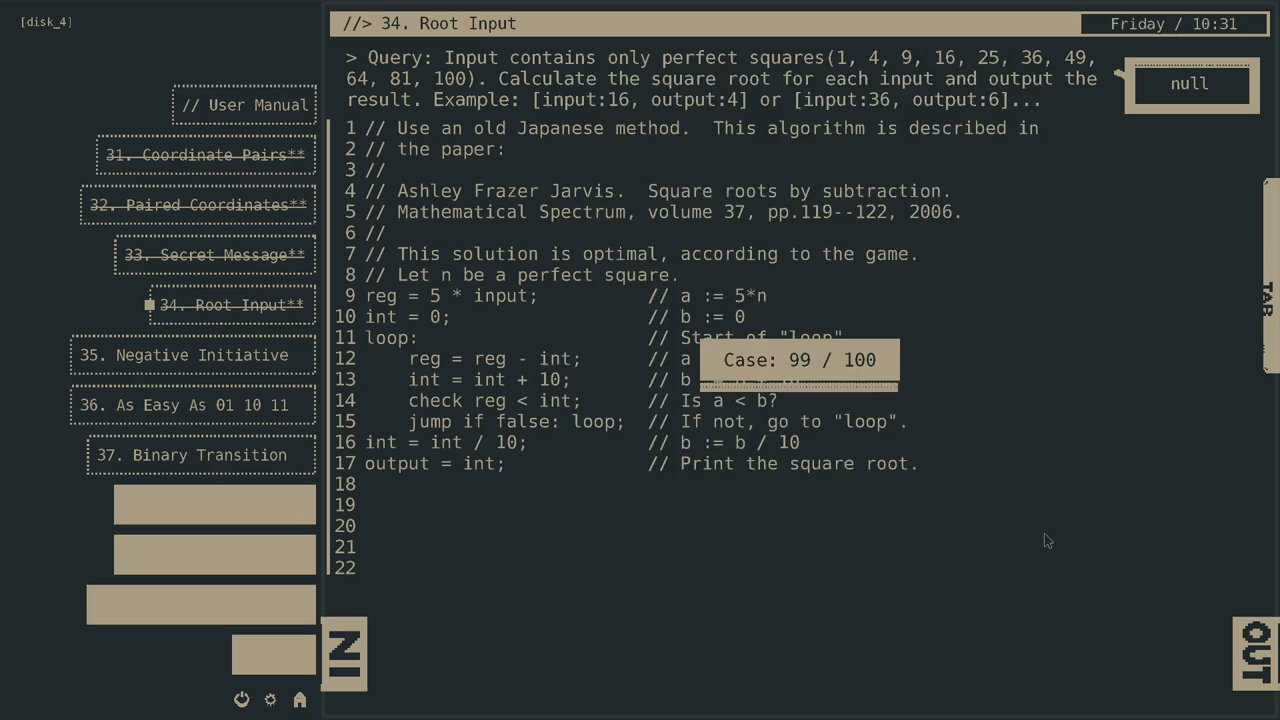 [disk_4]
//> 34. Root Input
Friday / 10:31
> Query: Input contains only perfect squares(1, 4, 9, 16, 25, 36, 49,
64, 81, 100). Calculate the square root for each input and output the
result. Example: [input:16, output:4] or [input:36, output:6]...
null
// User Manual
31. Coordinate Pairs**
32. Paired Coordinates**
33. Secret Message**
34. Root Input**
35. Negative Initiative
36. As Easy As 01 10 11
37. Binary Transition
1 // Use an old Japanese method.  This algorithm is described in
2 // the paper:
3 //
4 // Ashley Frazer Jarvis.  Square roots by subtraction.
5 // Mathematical Spectrum, volume 37, pp.119--122, 2006.
6 //
7 // This solution is optimal, according to the game.
8 // Let n be a perfect square.
9 reg = 5 * input;          // a := 5*n
10 int = 0;                  // b := 0
11 loop:                     // Start of "loop"
12     reg = reg - int;      // a
13     int = int + 10;       // b
14     check reg < int;      // Is a < b?
15     jump if false: loop;  // If not, go to "loop".
16 int = int / 10;           // b := b / 10
17 output = int;             // Print the square root.
18
19
20
21
22
Case: 99 / 100
TAB
IN
OUT